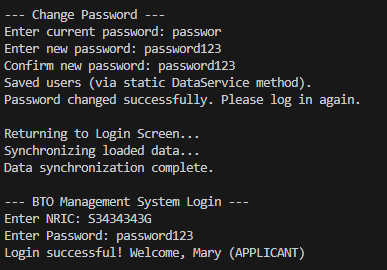 --- Change Password ---
Enter current password: passwor
Enter new password: password123
Confirm new password: password123
Saved users (via static DataService method).
Password changed successfully. Please log in again.

Returning to Login Screen...
Synchronizing loaded data...
Data synchronization complete.

--- BTO Management System Login ---
Enter NRIC: S3434343G
Enter Password: password123
Login successful! Welcome, Mary (APPLICANT)